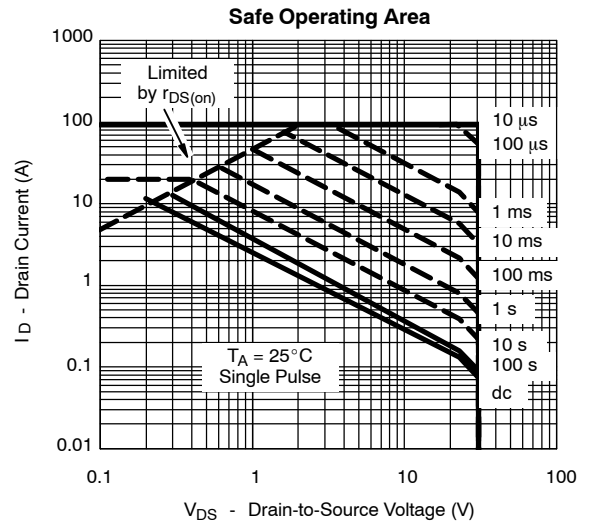 Safe Operating Area
1000
100
10
1
0.1
0.01
I D - Drain Current (A)
Limited
by rDS(on)
10 μs
100 μs
1 ms
10 ms
100 ms
1 s
10 s
100 s
dc
TA = 25°C
Single Pulse
0.1
1
10
100
VDS - Drain-to-Source Voltage (V)